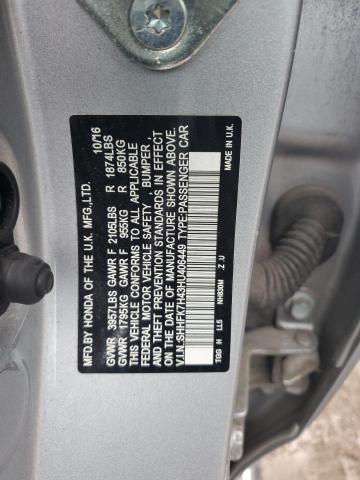 MFD.BY HONDA OF THE U.K. MFG.,LTD. 10/16
GVWR 3957LBS GAWR F 2105LBS R 1874LBS
GVWR 1795KG GAWR F 955KG R 850KG
THIS VEHICLE CONFORMS TO ALL APPLICABLE
FEDERAL MOTOR VEHICLE SAFETY , BUMPER ,
AND THEFT PREVENTION STANDARDS IN EFFECT
ON THE DATE OF MANUFACTURE SHOWN ABOVE.
V.I.N.:SHHFK7H43HU406449 TYPE:PASSENGER CAR
TGG H LL5 NH830M Z .U MADE IN U.K.